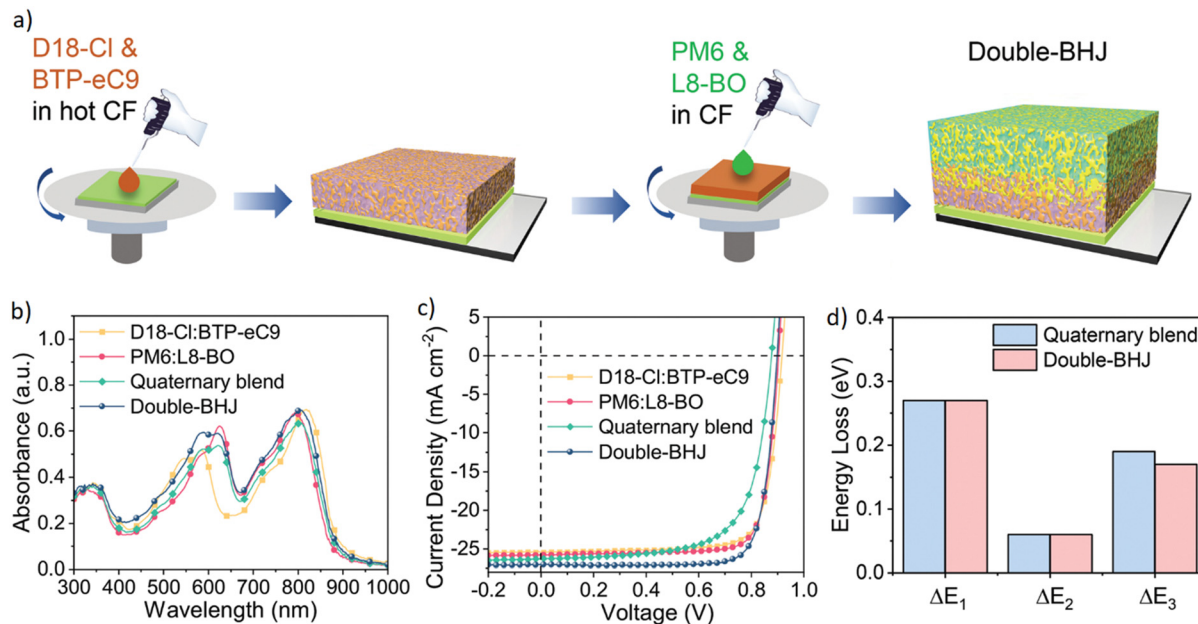 a)
D18-Cl &
BTP-eC9
in hot CF
PM6 &
L8-BO
in CF
Double-BHJ
b)
D18-Cl:BTP-eC9
PM6:L8-BO
Quaternary blend
Double-BHJ
Absorbance (a.u.)
1.0
0.8
0.6
0.4
0.2
0.0
300 400 500 600 700 800 900 1000
Wavelength (nm)
c)
D18-Cl:BTP-eC9
PM6:L8-BO
Quaternary blend
Double-BHJ
Current Density (mA cm⁻²)
5
0
-5
-10
-15
-20
-25
-0.2 0.0 0.2 0.4 0.6 0.8 1.0
Voltage (V)
d)
Quaternary blend
Double-BHJ
Energy Loss (eV)
0.4
0.3
0.2
0.1
0.0
ΔE₁ ΔE₂ ΔE₃